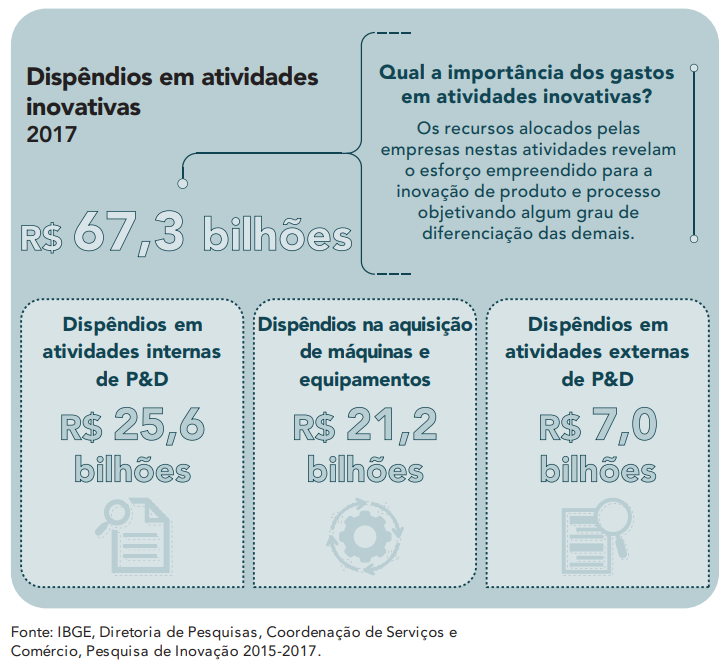 Dispêndios em atividades
inovativas
2017
R$ 67,3 bilhões
Qual a importância dos gastos
em atividades inovativas?
Os recursos alocados pelas
empresas nestas atividades revelam
o esforço empreendido para a
inovação de produto e processo
objetivando algum grau de
diferenciação das demais.
Dispêndios em
atividades internas
de P&D
R$ 25,6
bilhões
Dispêndios na aquisição
de máquinas e
equipamentos
R$ 21,2
bilhões
Dispêndios em
atividades externas
de P&D
R$ 7,0
bilhões
Fonte: IBGE, Diretoria de Pesquisas, Coordenação de Serviços e
Comércio, Pesquisa de Inovação 2015-2017.